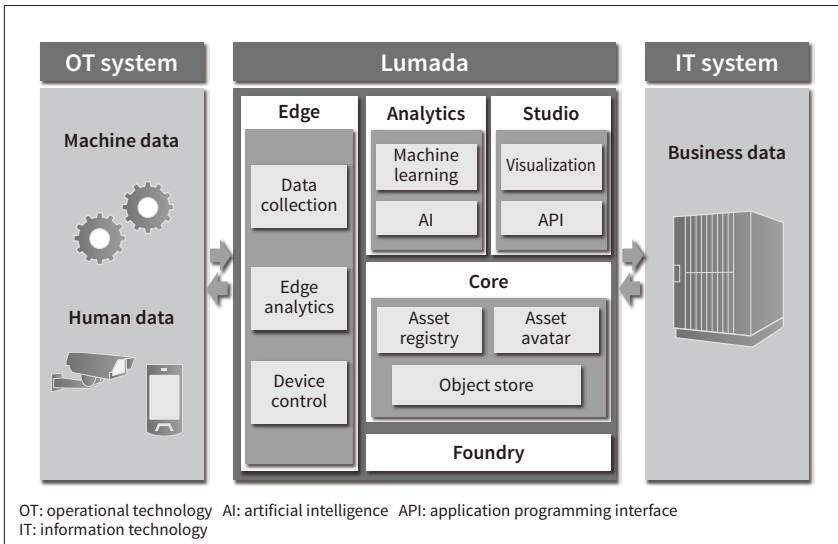 OT system
Machine data
Human data
Lumada
Edge
Data
collection
Edge
analytics
Device
control
Analytics
Machine
learning
AI
Studio
Visualization
API
Core
Asset
registry
Asset
avatar
Object store
Foundry
IT system
Business data
OT: operational technology AI: artificial intelligence API: application programming interface
IT: information technology